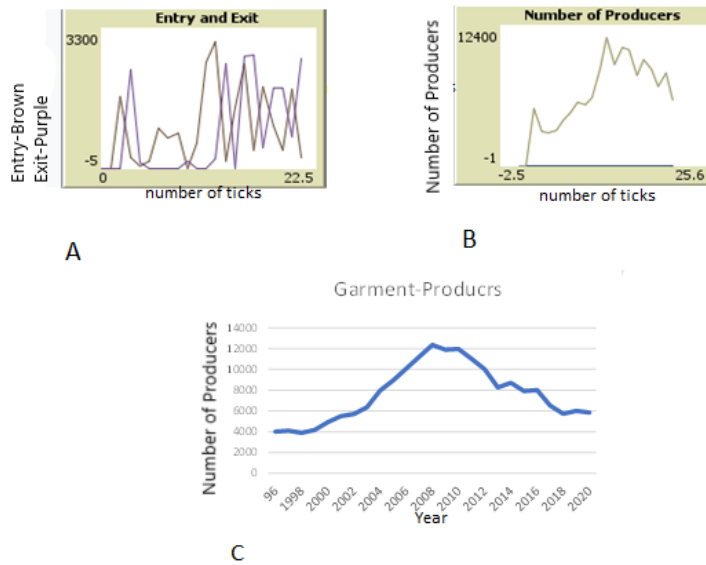 Entry and Exit
3300
-5
0
22.5
number of ticks
Entry-Brown
Exit-Purple
A
Number of Producers
12400
-1
-2.5
25.6
number of ticks
Number of Producers
B
Garment-Producrs
14000
12000
10000
8000
6000
4000
2000
0
Number of Producers
96
1998
2000
2002
2004
2006
2008
2010
2012
2014
2016
2018
2020
Year
C